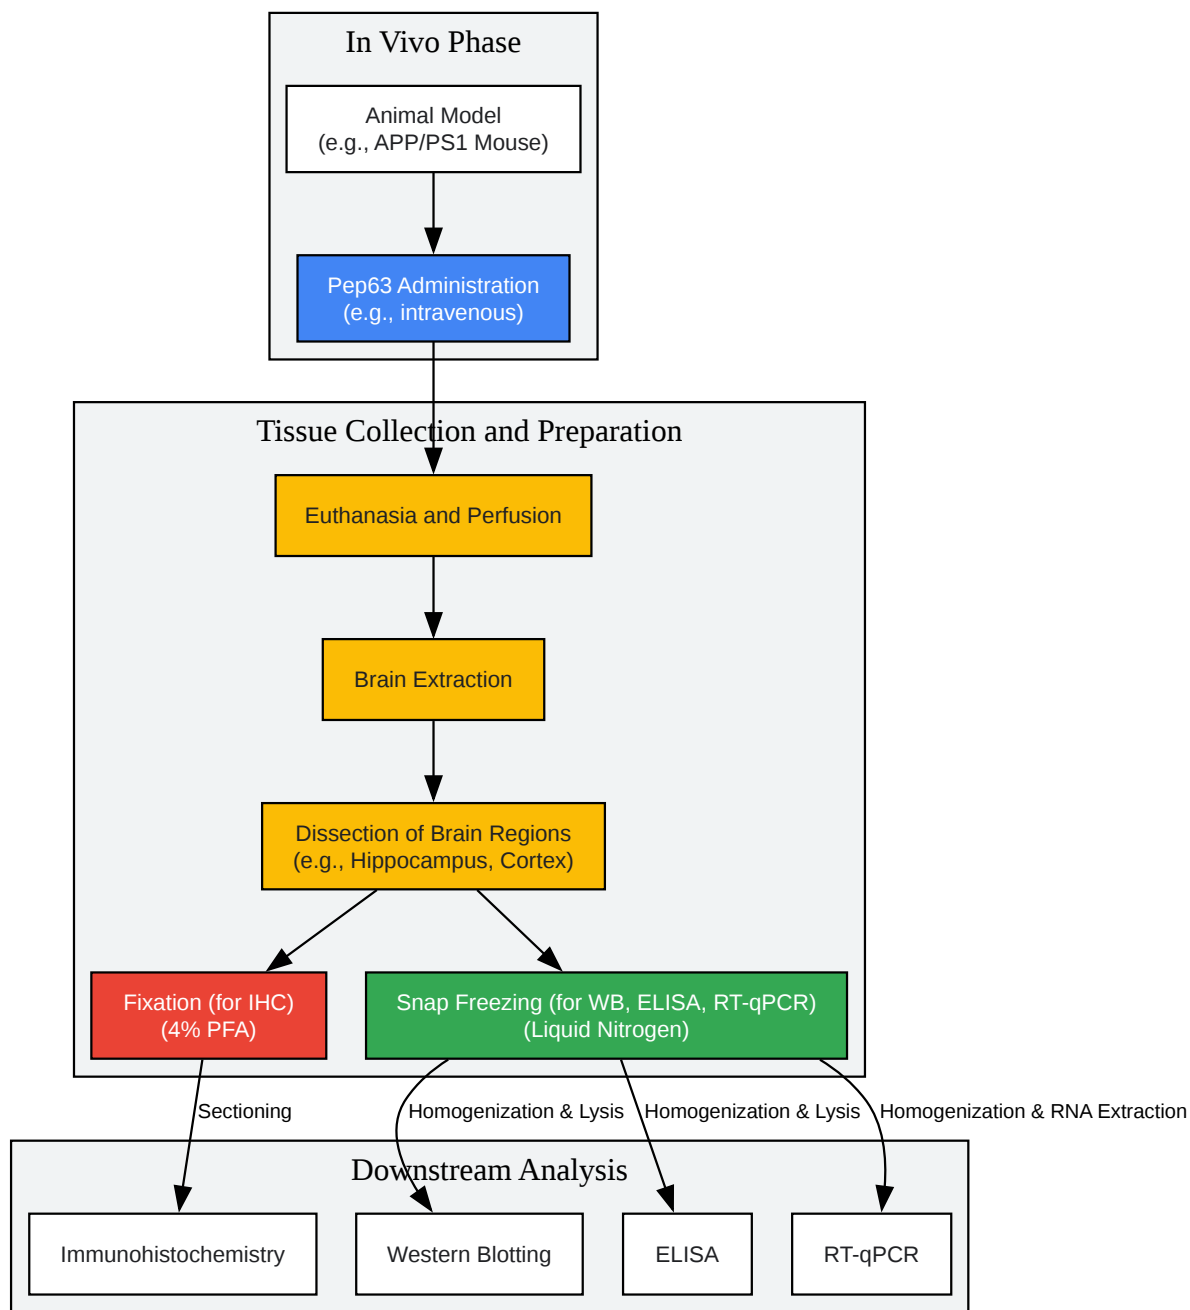 In Vivo Phase
Animal Model
(e.g., APP/PS1 Mouse)
Pep63 Administration
(e.g., intravenous)
Tissue Collection and Preparation
Euthanasia and Perfusion
Brain Extraction
Dissection of Brain Regions
(e.g., Hippocampus, Cortex)
Fixation (for IHC)
(4% PFA)
Snap Freezing (for WB, ELISA, RT-qPCR)
(Liquid Nitrogen)
Sectioning
Homogenization & Lysis
Homogenization & Lysis
Homogenization & RNA Extraction
Downstream Analysis
Immunohistochemistry
Western Blotting
ELISA
RT-qPCR